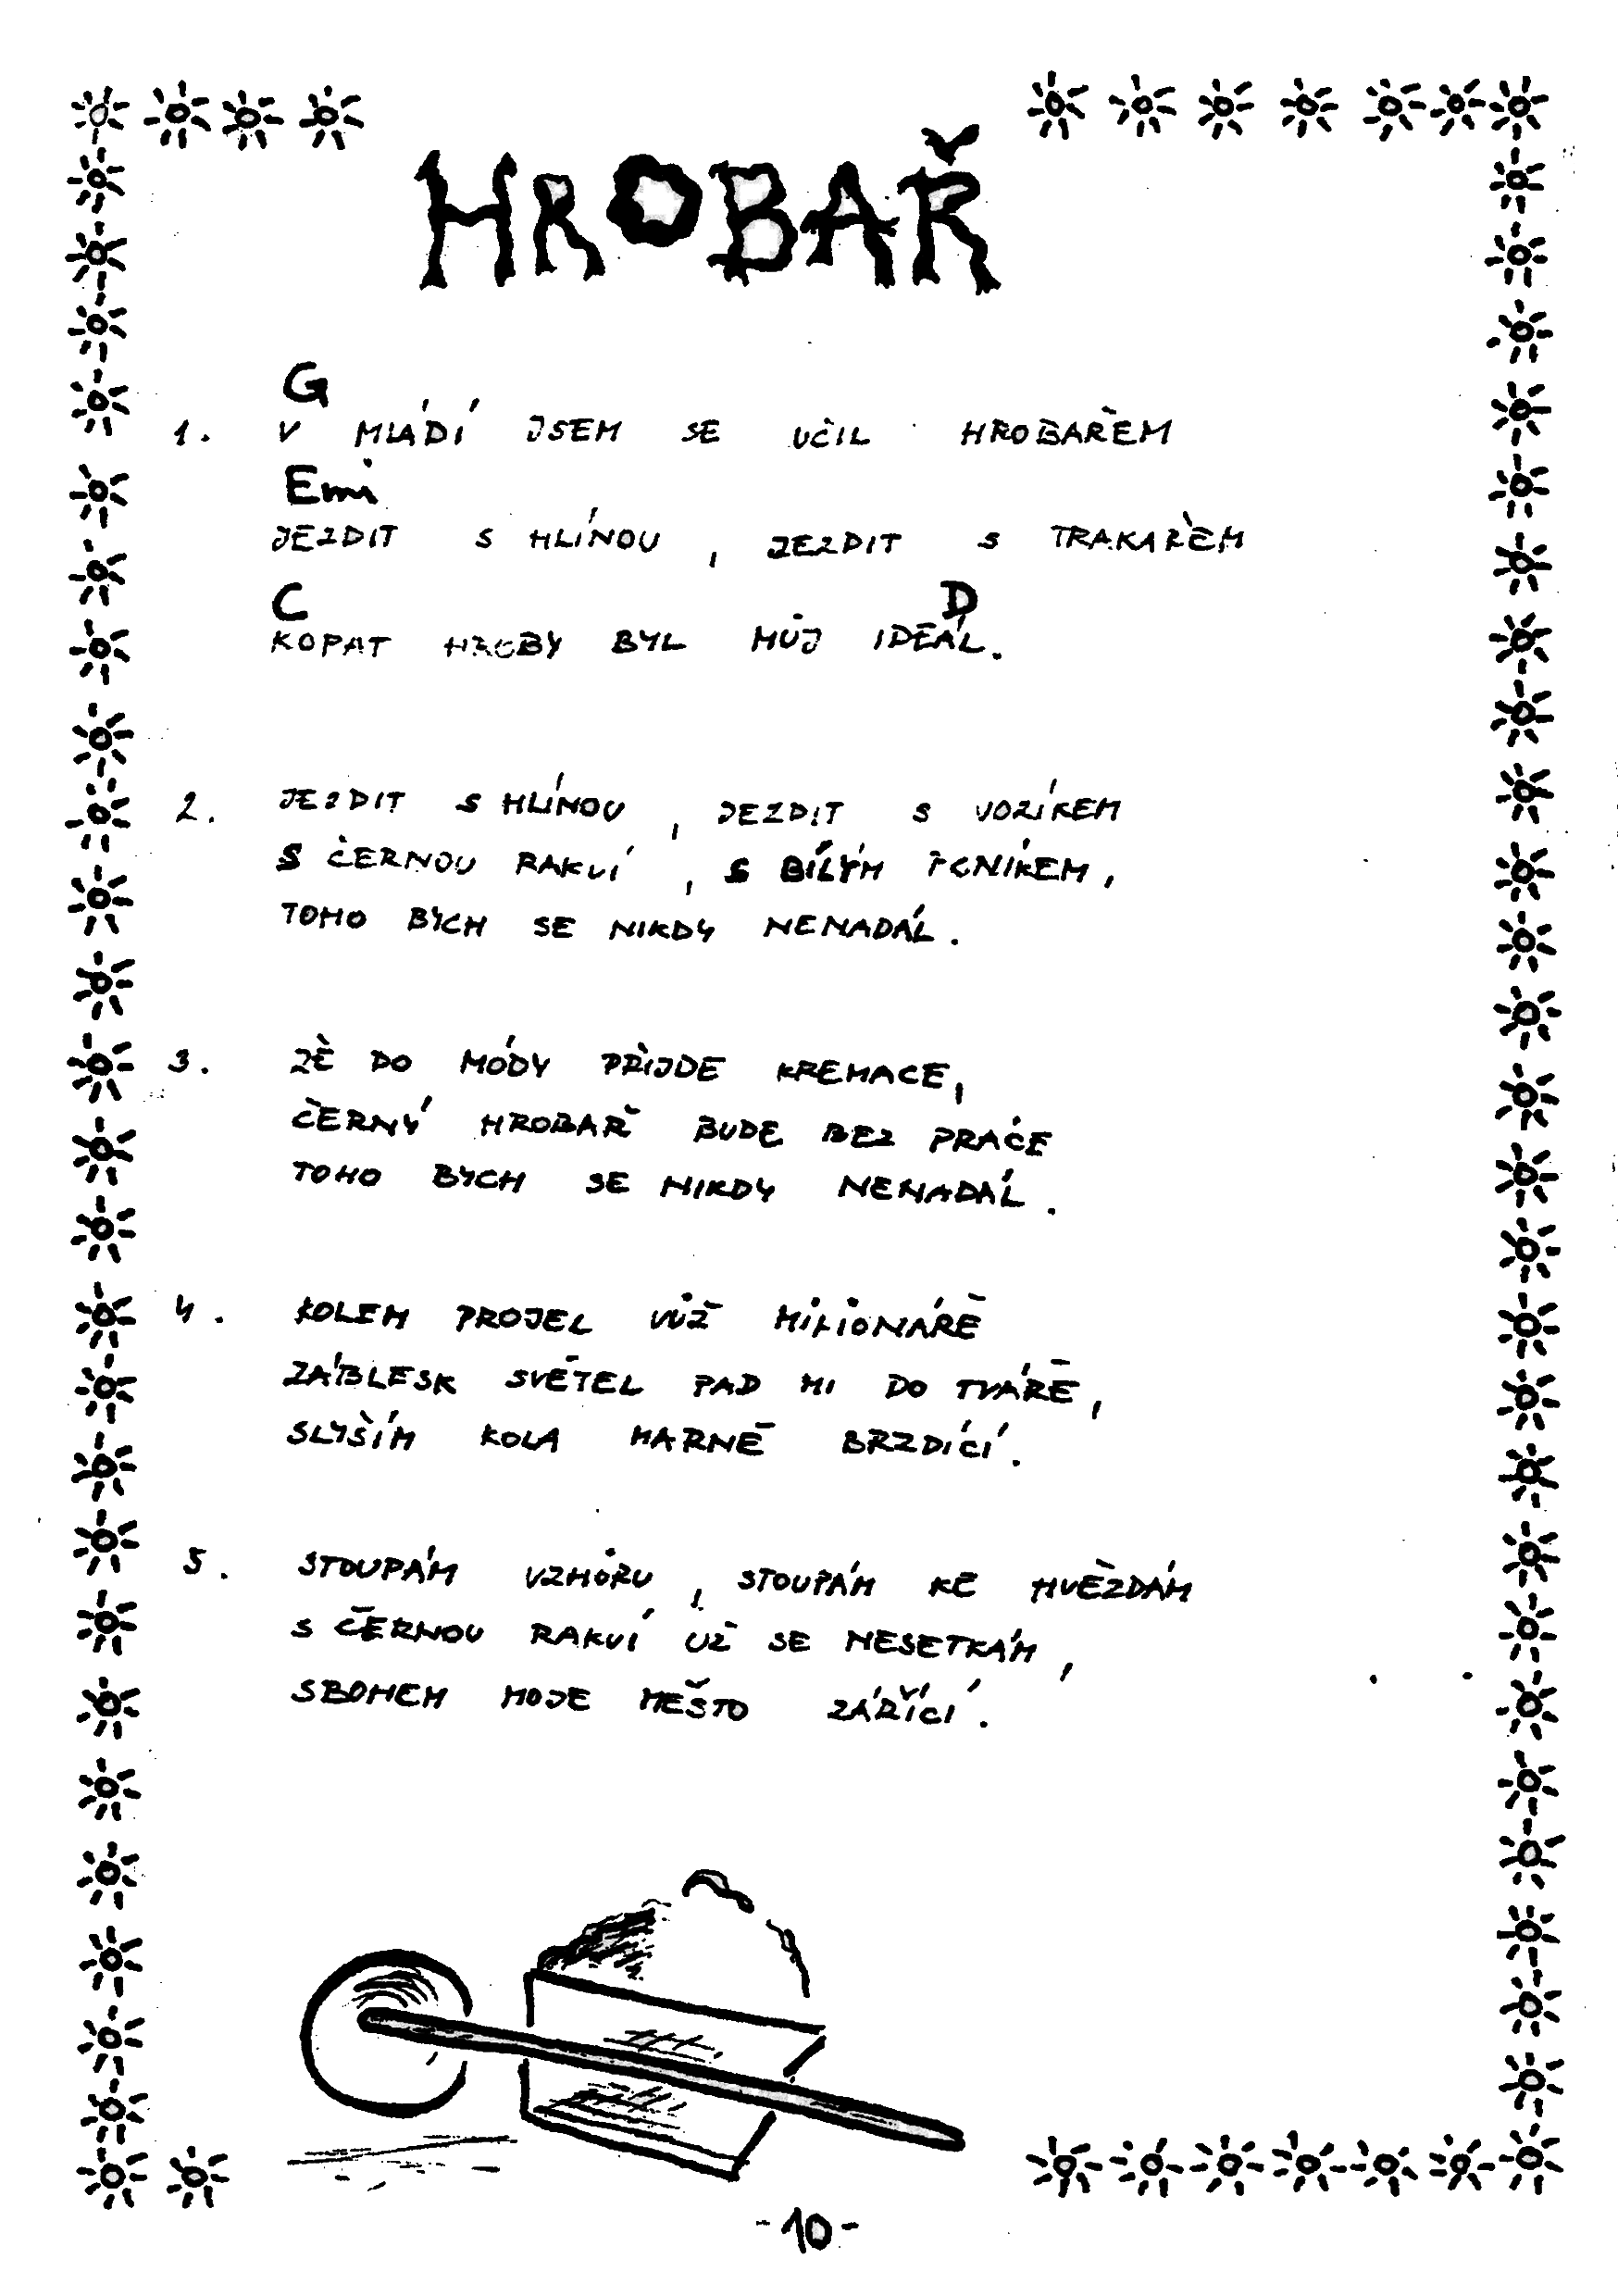 HROBAŘ
G
1. V MLÁDÍ JSEM SE UČIL HROBAŘEM
Emi
JEZDIT S HLÍNOU, JEZDIT S TRAKAŘEM
C D
KOPAT HROBY BYL MŮJ IDEÁL.
2. JEZDIT S HLÍNOU, JEZDIT S VOZÍKEM
S ČERNOU RAKVÍ, S BÍLÝM POMNÍKEM,
TOHO BYCH SE NIKDY NENADÁL.
3. ŽE DO MÓDY PŘIJDE KREMACE,
ČERNÝ HROBAŘ BUDE BEZ PRÁCE
TOHO BYCH SE NIKDY NENADÁL.
4. KOLEM PROJEL VŮZ MILIONÁŘE
ZÁBLESK SVĚTEL PAD MI DO TVÁŘE,
SLYŠÍM KOLA MARNĚ BRZDÍCÍ.
5. STOUPÁM VZHŮRU, STOUPÁM KE HVĚZDÁM
S ČERNOU RAKVÍ UŽ SE NESETKÁM,
SBOHEM MOJE MĚSTO ZÁŘÍCÍ.
-10-